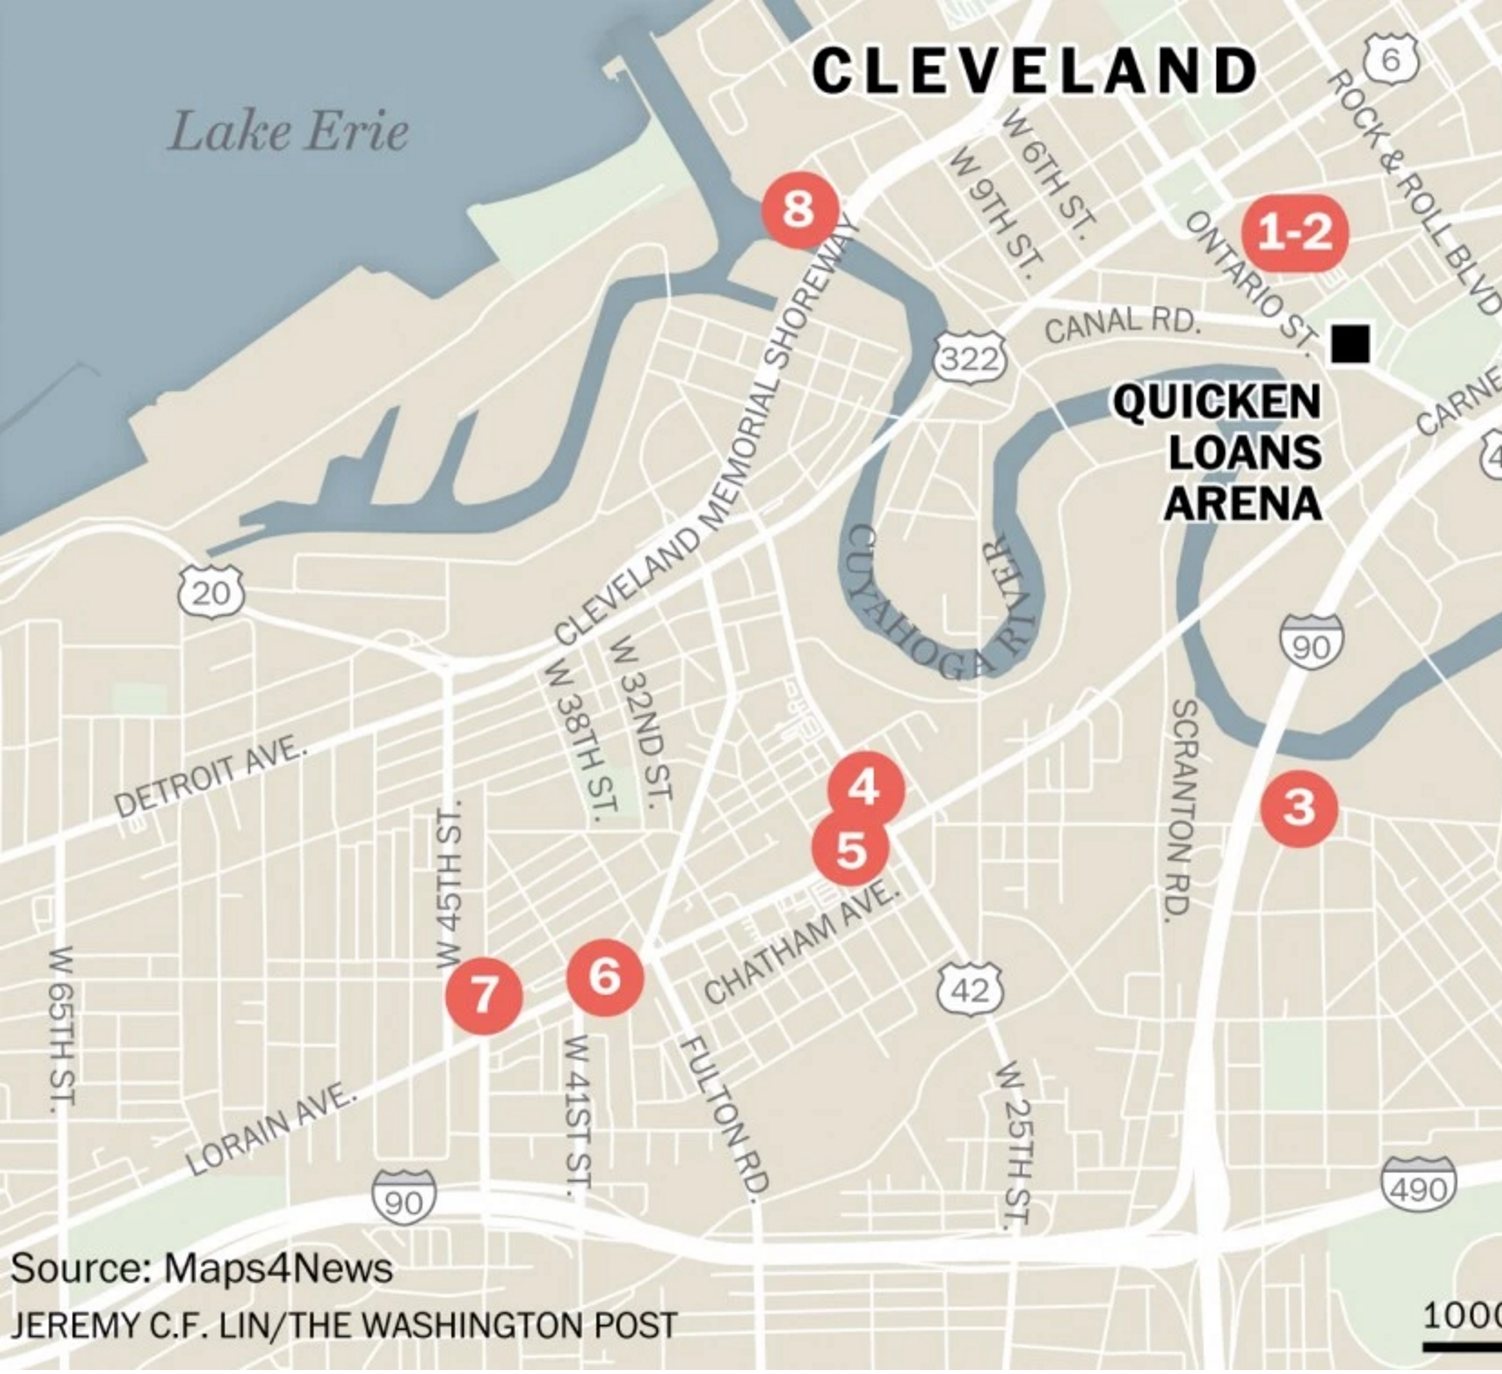 CLEVELAND
6
Lake Erie
ROCK & ROLL BLVD
W 6TH ST.
W 9TH ST.
8
1-2
ONTARIO ST.
CANAL RD.
322
QUICKEN
LOANS
ARENA
CARNE
4
CLEVELAND MEMORIAL SHOREWAY
CUYAHOGA RIVER
20
90
W 32ND ST.
W 38TH ST.
SCRANTON RD.
DETROIT AVE.
4
3
5
W 45TH ST.
CHATHAM AVE.
W 65TH ST.
6
7
42
FULTON RD.
W 41ST ST.
W 25TH ST.
LORAIN AVE.
90
490
Source: Maps4News
JEREMY C.F. LIN/THE WASHINGTON POST
1000